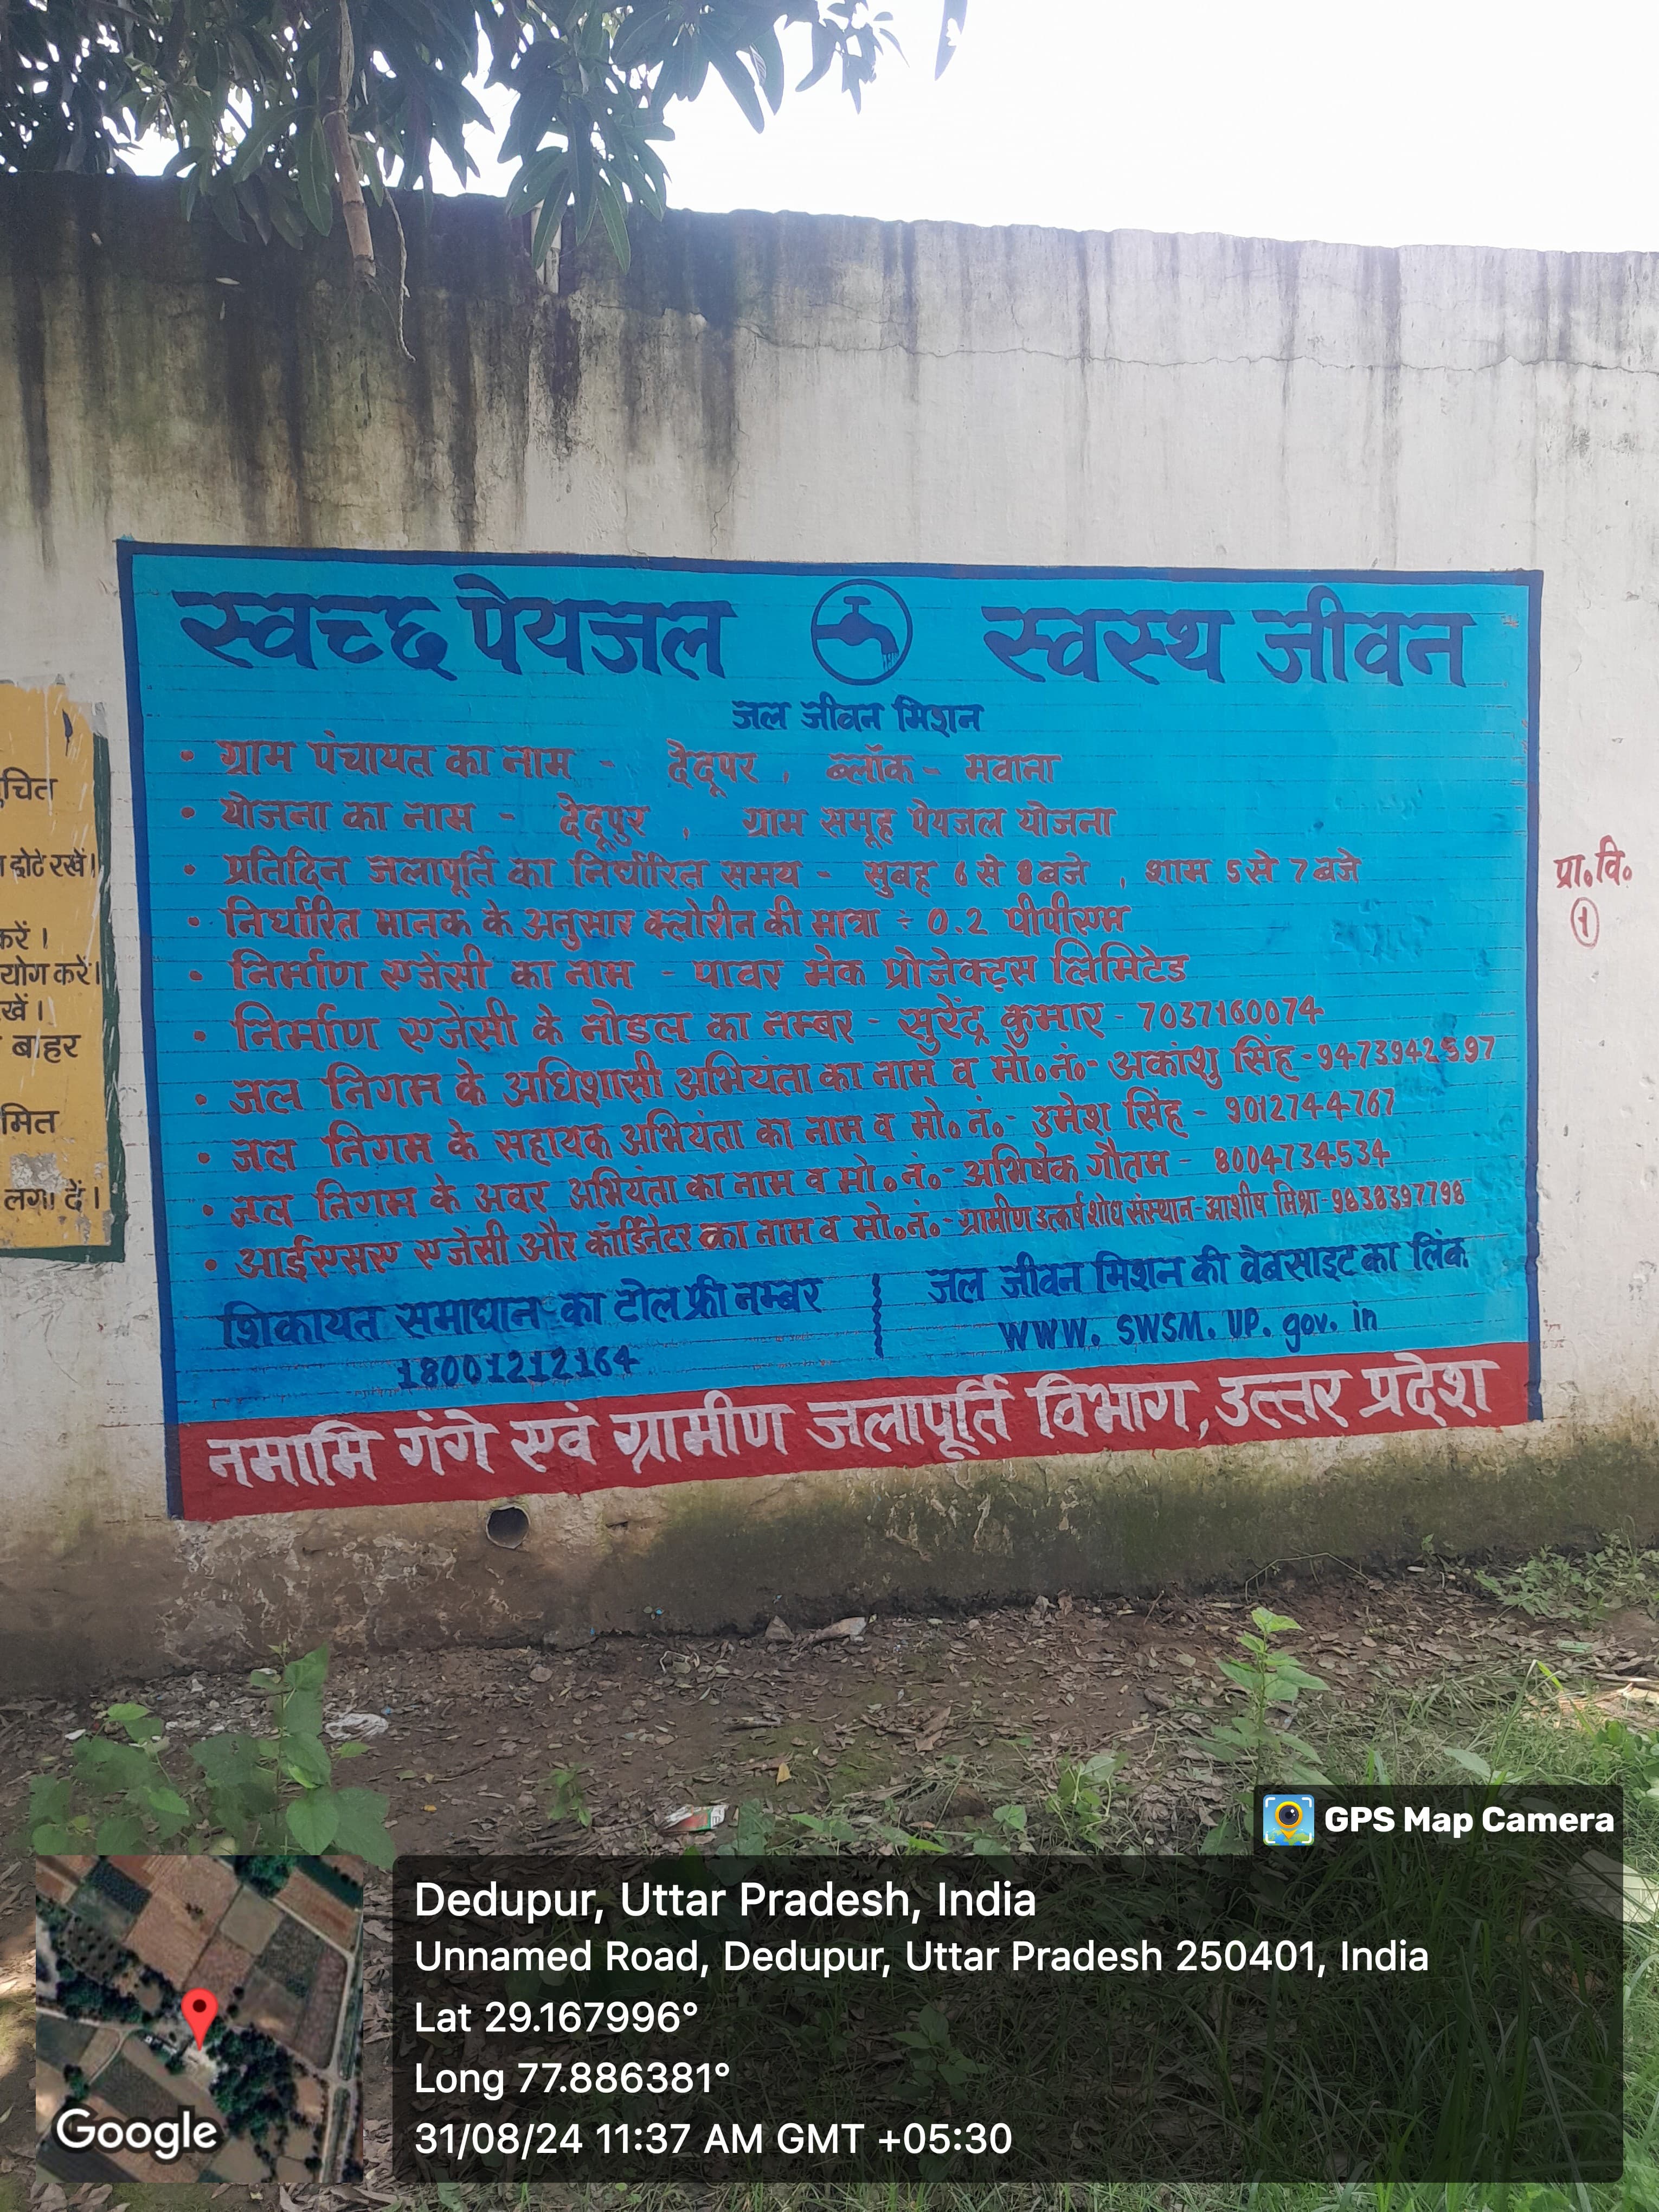 स्वच्छ पेयजल स्वस्थ जीवन
जल जीवन मिशन
• ग्राम पंचायत का नाम - देदूपर , ब्लॉक - मवाना
• योजना का नाम - देदूपुर , ग्राम समूह पेयजल योजना
• प्रतिदिन जलापूर्ति का निर्धारित समय - सुबह 6 से 8 बजे , शाम 5 से 7 बजे
• निर्धारित मानक के अनुसार क्लोरीन की मात्रा ÷ 0.2 पीपीएम
• निर्माण एजेंसी का नाम - पावर मेक प्रोजेक्ट्स लिमिटेड
• निर्माण एजेंसी के नोडल का नम्बर - सुरेंद्र कुमार - 7037160074
• जल निगम के अधिशासी अभियंता का नाम व मो०नं०- अकांशु सिंह - 9473942597
• जल निगम के सहायक अभियंता का नाम व मो०नं०- उमेश सिंह - 9012744767
• जल निगम के अवर अभियंता का नाम व मो०नं०- अभिषेक गौतम - 8004734534
• आईएसए एजेंसी और कॉर्डिनेटर का नाम व मो०नं०- ग्रामीण उत्कर्ष शोध संस्थान - आशीष मिश्रा - 9838397798
शिकायत समाधान का टोल फ्री नम्बर
18001212164
जल जीवन मिशन की वेबसाइट का लिंक
WWW. SWSM. UP. gov. in
नमामि गंगे एवं ग्रामीण जलापूर्ति विभाग, उत्तर प्रदेश
प्रा०वि०
१
चित
रखें।
करें।
योग करें।
बाहर
मित
लगा दें।
GPS Map Camera
Dedupur, Uttar Pradesh, India
Unnamed Road, Dedupur, Uttar Pradesh 250401, India
Lat 29.167996°
Long 77.886381°
31/08/24 11:37 AM GMT +05:30
Google